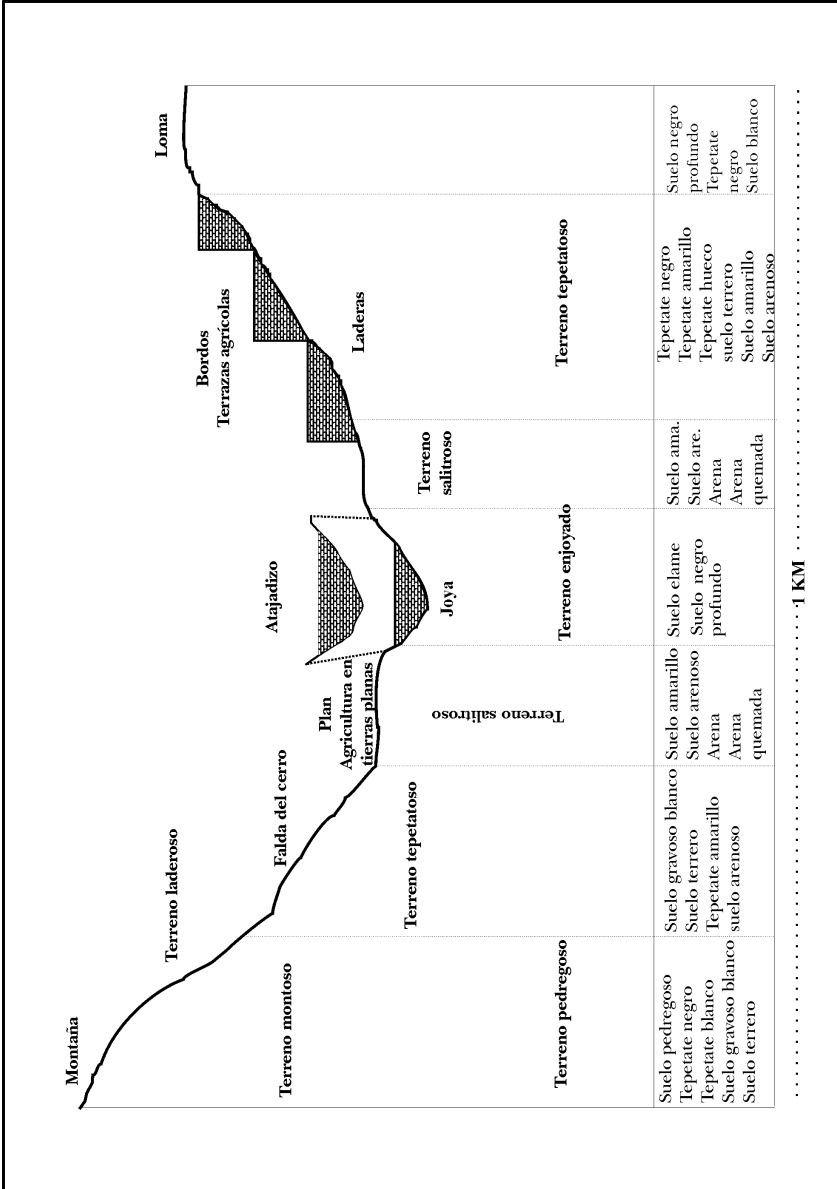 Montaña
Terreno laderoso
Loma
Bordos
Terrazas agrícolas
Falda del cerro
Atajadizo
Terreno montoso
Plan
Agricultura en
tierras planas
Laderas
Terreno tepetatoso
Terreno salitroso
Joya
Terreno
salitroso
Terreno pedregoso
Terreno enjoyado
Terreno tepetatoso
Suelo pedregoso
Tepetate negro
Tepetate blanco
Suelo gravoso blanco
Suelo terrero
Suelo gravoso blanco
Suelo terrero
Tepetate amarillo
suelo arenoso
Suelo amarillo
Suelo arenoso
Arena
Arena
quemada
Suelo elame
Suelo negro
profundo
Suelo ama.
Suelo are.
Arena
Arena
quemada
Tepetate negro
Tepetate amarillo
Tepetate hueco
suelo terrero
Suelo amarillo
Suelo arenoso
Suelo negro
profundo
Tepetate
negro
Suelo blanco
1 KM